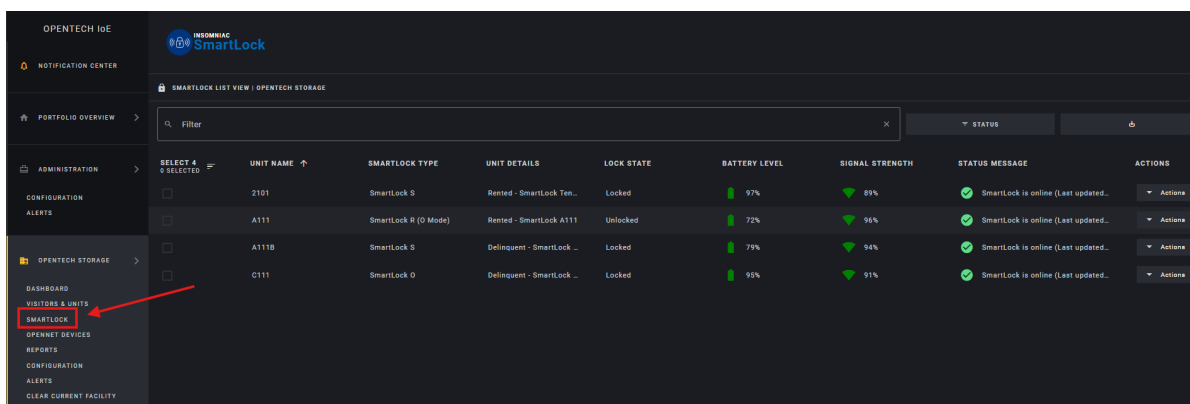 OPENTECH IoE
NOTIFICATION CENTER
PORTFOLIO OVERVIEW
ADMINISTRATION
CONFIGURATION
ALERTS
OPENTECH STORAGE
DASHBOARD
VISITORS & UNITS
SMARTLOCK
OPENNET DEVICES
REPORTS
CONFIGURATION
ALERTS
CLEAR CURRENT FACILITY
INSOMNIAC
SmartLock
SMARTLOCK LIST VIEW | OPENTECH STORAGE
Filter STATUS
SELECT 4 UNIT NAME SMARTLOCK TYPE UNIT DETAILS LOCK STATE BATTERY LEVEL SIGNAL STRENGTH STATUS MESSAGE ACTIONS
0 SELECTED
2101 SmartLock S Rented - SmartLock Ten... Locked 97% 89% SmartLock is online (Last updated... Actions
A111 SmartLock R (O Mode) Rented - SmartLock A111 Unlocked 72% 96% SmartLock is online (Last updated... Actions
A111B SmartLock S Delinquent - SmartLock ... Locked 79% 94% SmartLock is online (Last updated... Actions
C111 SmartLock O Delinquent - SmartLock ... Locked 95% 91% SmartLock is online (Last updated... Actions